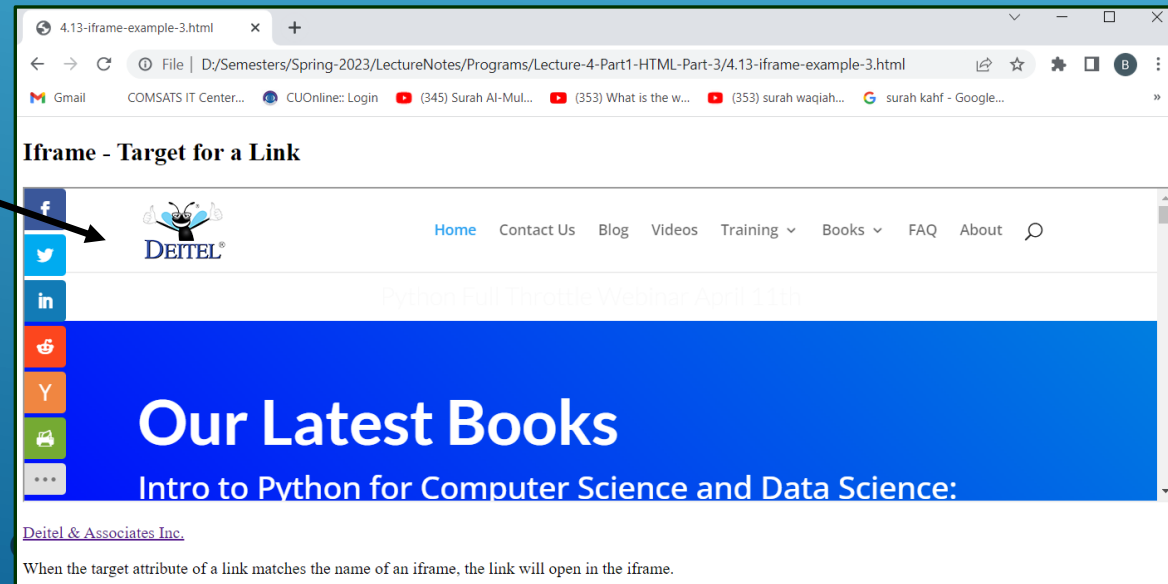 4.13-iframe-example-3.html
File | D:/Semesters/Spring-2023/LectureNotes/Programs/Lecture-4-Part1-HTML-Part-3/4.13-iframe-example-3.html
B
Gmail COMSATS IT Center... CUOnline:: Login (345) Surah Al-Mul... (353) What is the w... (353) surah waqiah... G surah kahf - Google... »
Iframe - Target for a Link
f
DEITEL® Home Contact Us Blog Videos Training Books FAQ About
in
Python Full Throttle Webinar April 11th
Y
Our Latest Books
Intro to Python for Computer Science and Data Science:
Deitel & Associates Inc.
When the target attribute of a link matches the name of an iframe, the link will open in the iframe.